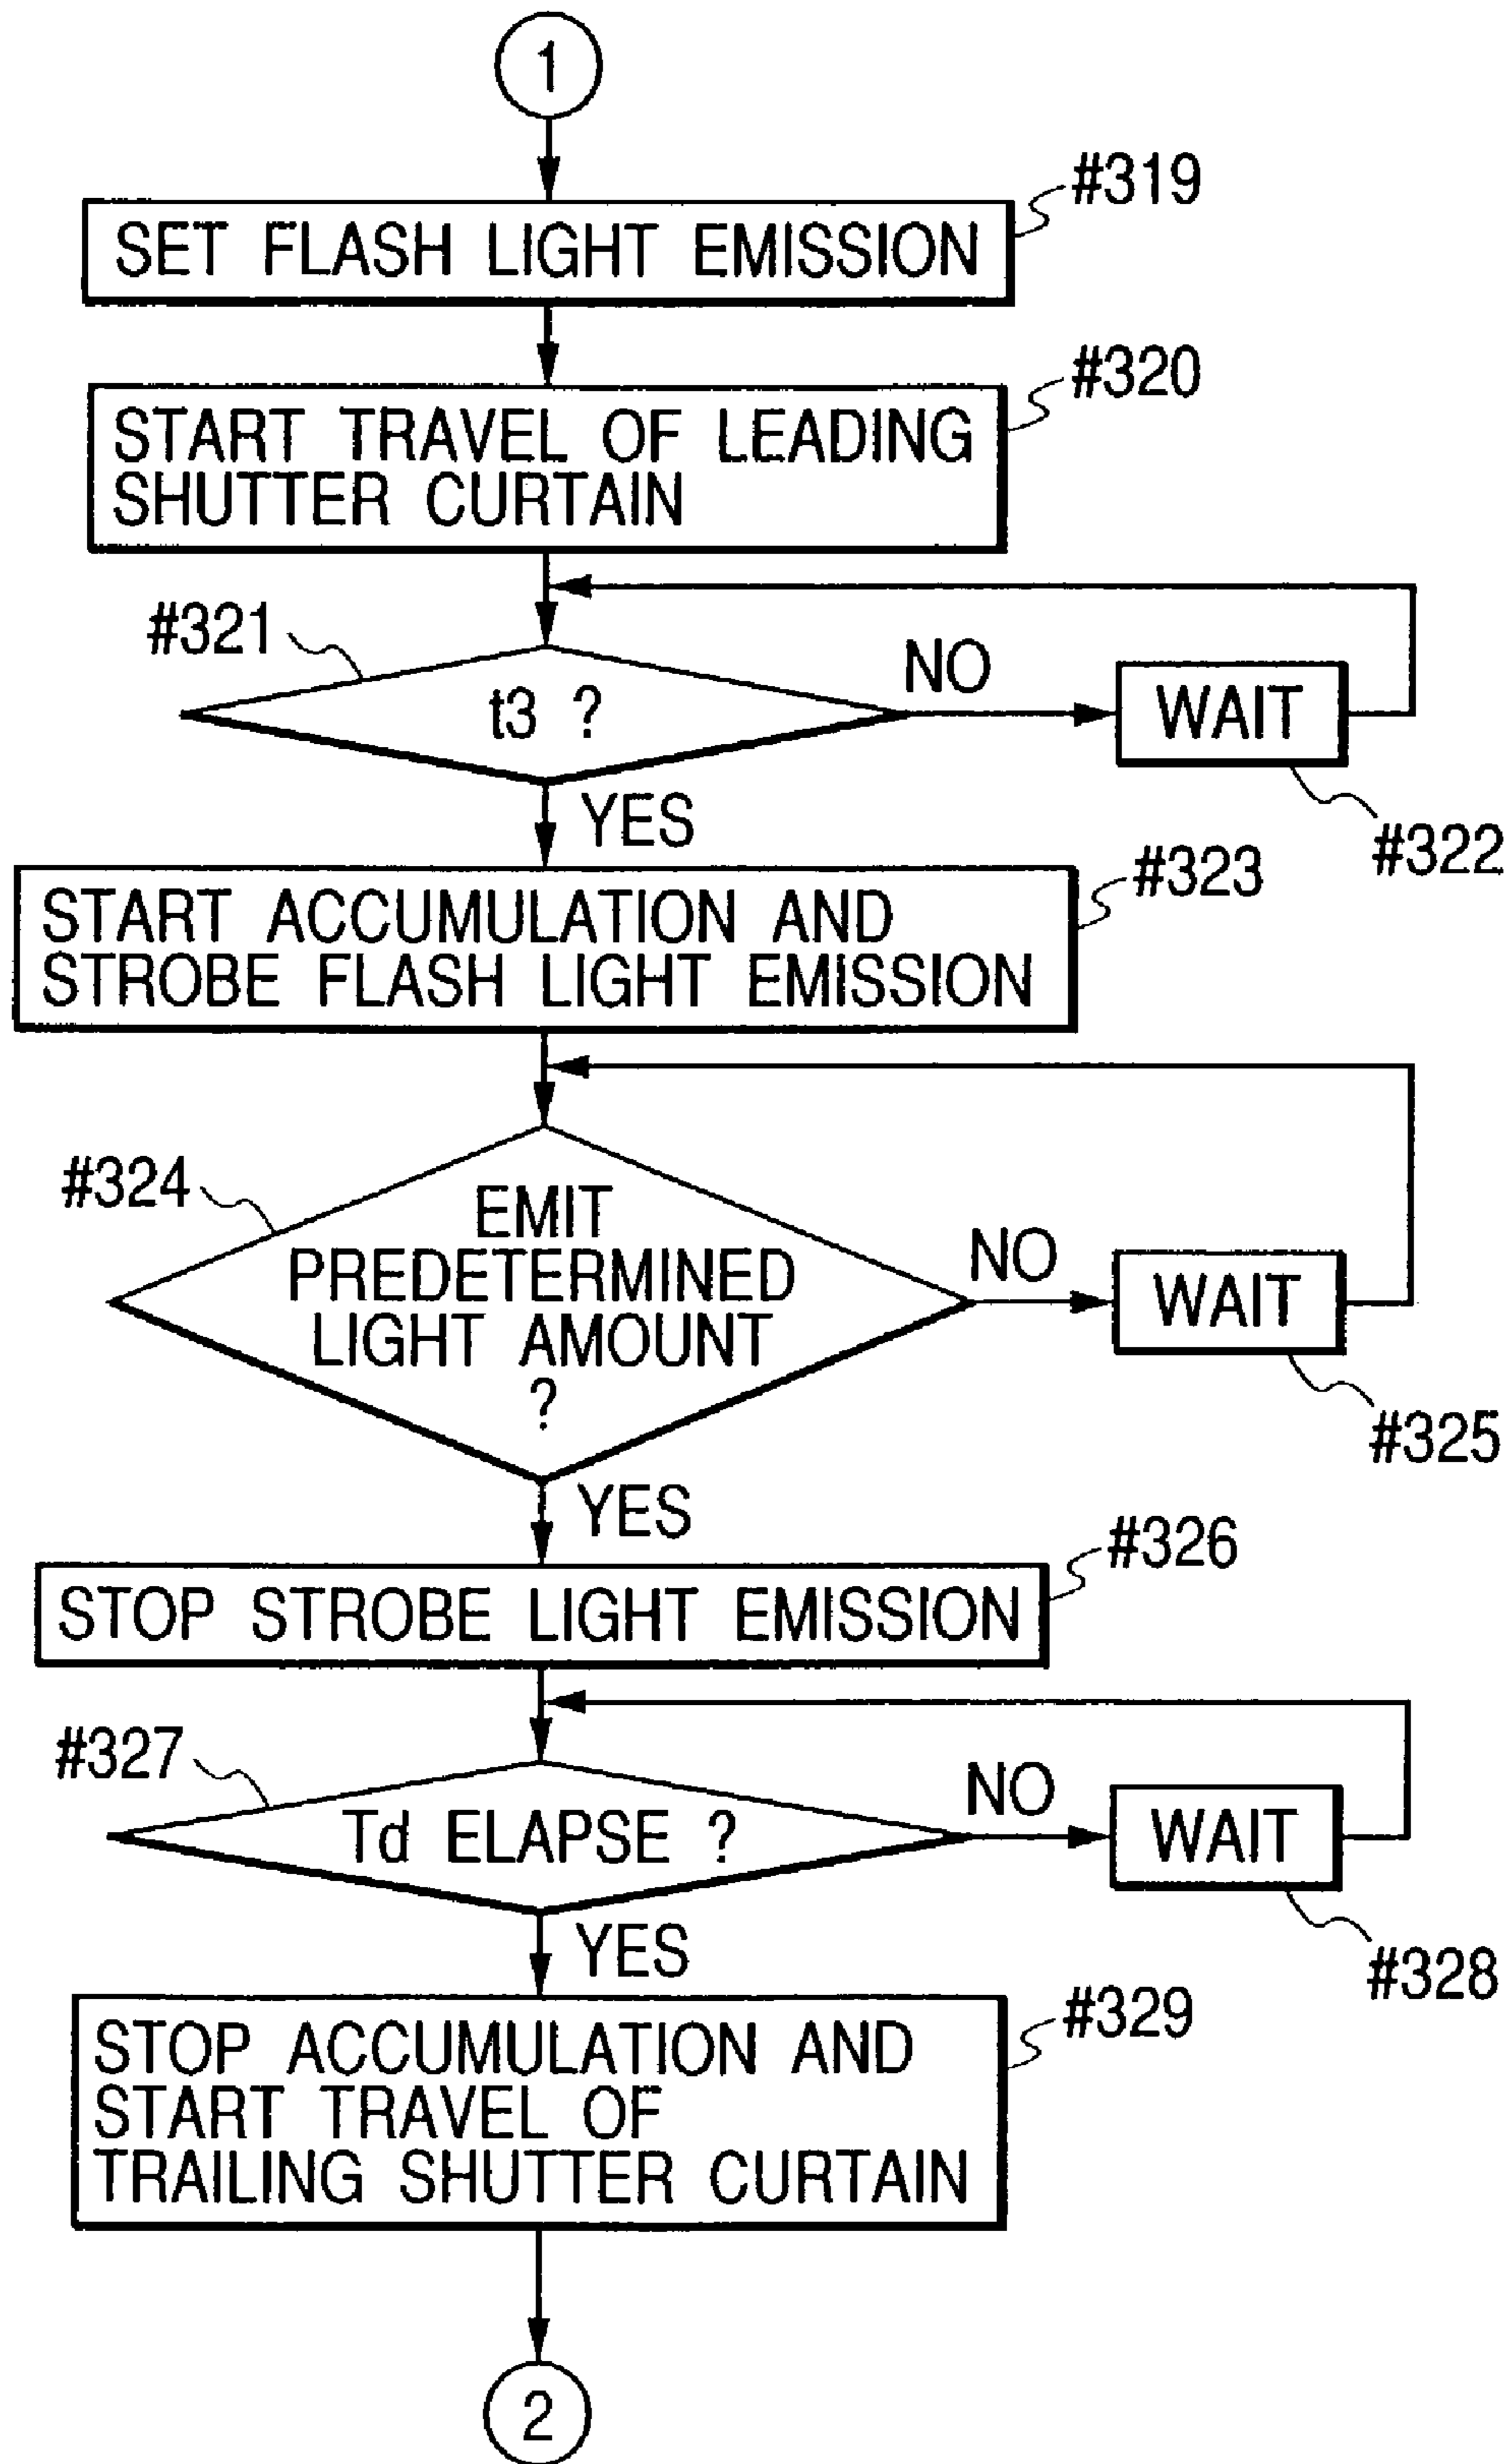 1
#319
SET FLASH LIGHT EMISSION
#320
START TRAVEL OF LEADING
SHUTTER CURTAIN
#321
t3 ?
NO
WAIT
#322
YES
#323
START ACCUMULATION AND
STROBE FLASH LIGHT EMISSION
#324
EMIT
PREDETERMINED
LIGHT AMOUNT
?
NO
WAIT
#325
YES
#326
STOP STROBE LIGHT EMISSION
#327
Td ELAPSE ?
NO
WAIT
#328
YES
#329
STOP ACCUMULATION AND
START TRAVEL OF
TRAILING SHUTTER CURTAIN
2